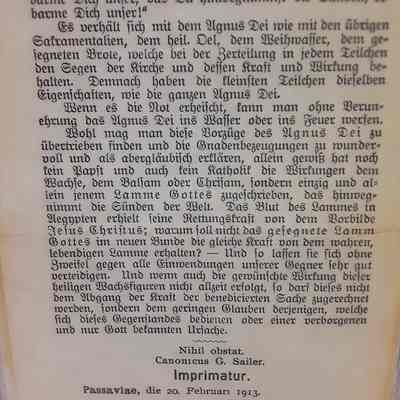 barme Dich unser!“
Es verhält sich mit dem Agnus Dei wie mit den übrigen
Sakramentalien, dem heil. Oel, dem Weihwasser, dem ge-
segneten Brote, welche bei der Zerteilung in jedem Teilchen
den Segen der Kirche und dessen Kraft und Wirkung be-
halten. Demnach haben die kleinsten Teilchen dieselben
Eigenschaften, wie die ganzen Agnus Dei.
Wenn es die Not erheischt, kann man ohne Verun-
ehrung das Agnus Dei ins Wasser oder ins Feuer werfen.
Wohl mag man diese Vorzüge des Agnus Dei zu
übertrieben finden und die Gnadenbezeugungen zu wunder-
voll und als abergläubisch erklären, allein gewiß hat noch
kein Papst und auch kein Katholik die Wirkungen dem
Wachse, dem Balsam oder Chrisam, sondern einzig und al-
lein jenem Lamme Gottes zugeschrieben, das hinweg-
nimmt die Sünden der Welt. Das Blut des Lammes in
Aegypten erhielt seine Rettungskraft von dem Vorbilde
Jesus Christus; warum soll nicht das gesegnete Lamm
Gottes im neuen Bunde die gleiche Kraft von dem wahren,
lebendigen Lamme erhalten? — Und so lassen sie sich ohne
Zweifel gegen alle Einwendungen unserer Gegner sehr gut
verteidigen. Und wenn auch die gewünschte Wirkung dieser
heiligen Wachsfiguren nicht allzeit erfolgt, so darf dieses nicht
dem Abgang der Kraft der benedicirten Sache zugerechnet
werden, sondern dem geringen Glauben derjenigen, welche
sich dieses Gegenstandes bedienen oder einer verborgenen
und nur Gott bekannten Ursache.
Nihil obstat.
Canonicus G. Sailer.
Imprimatur.
Passaviae, die 20. Februari 1913.